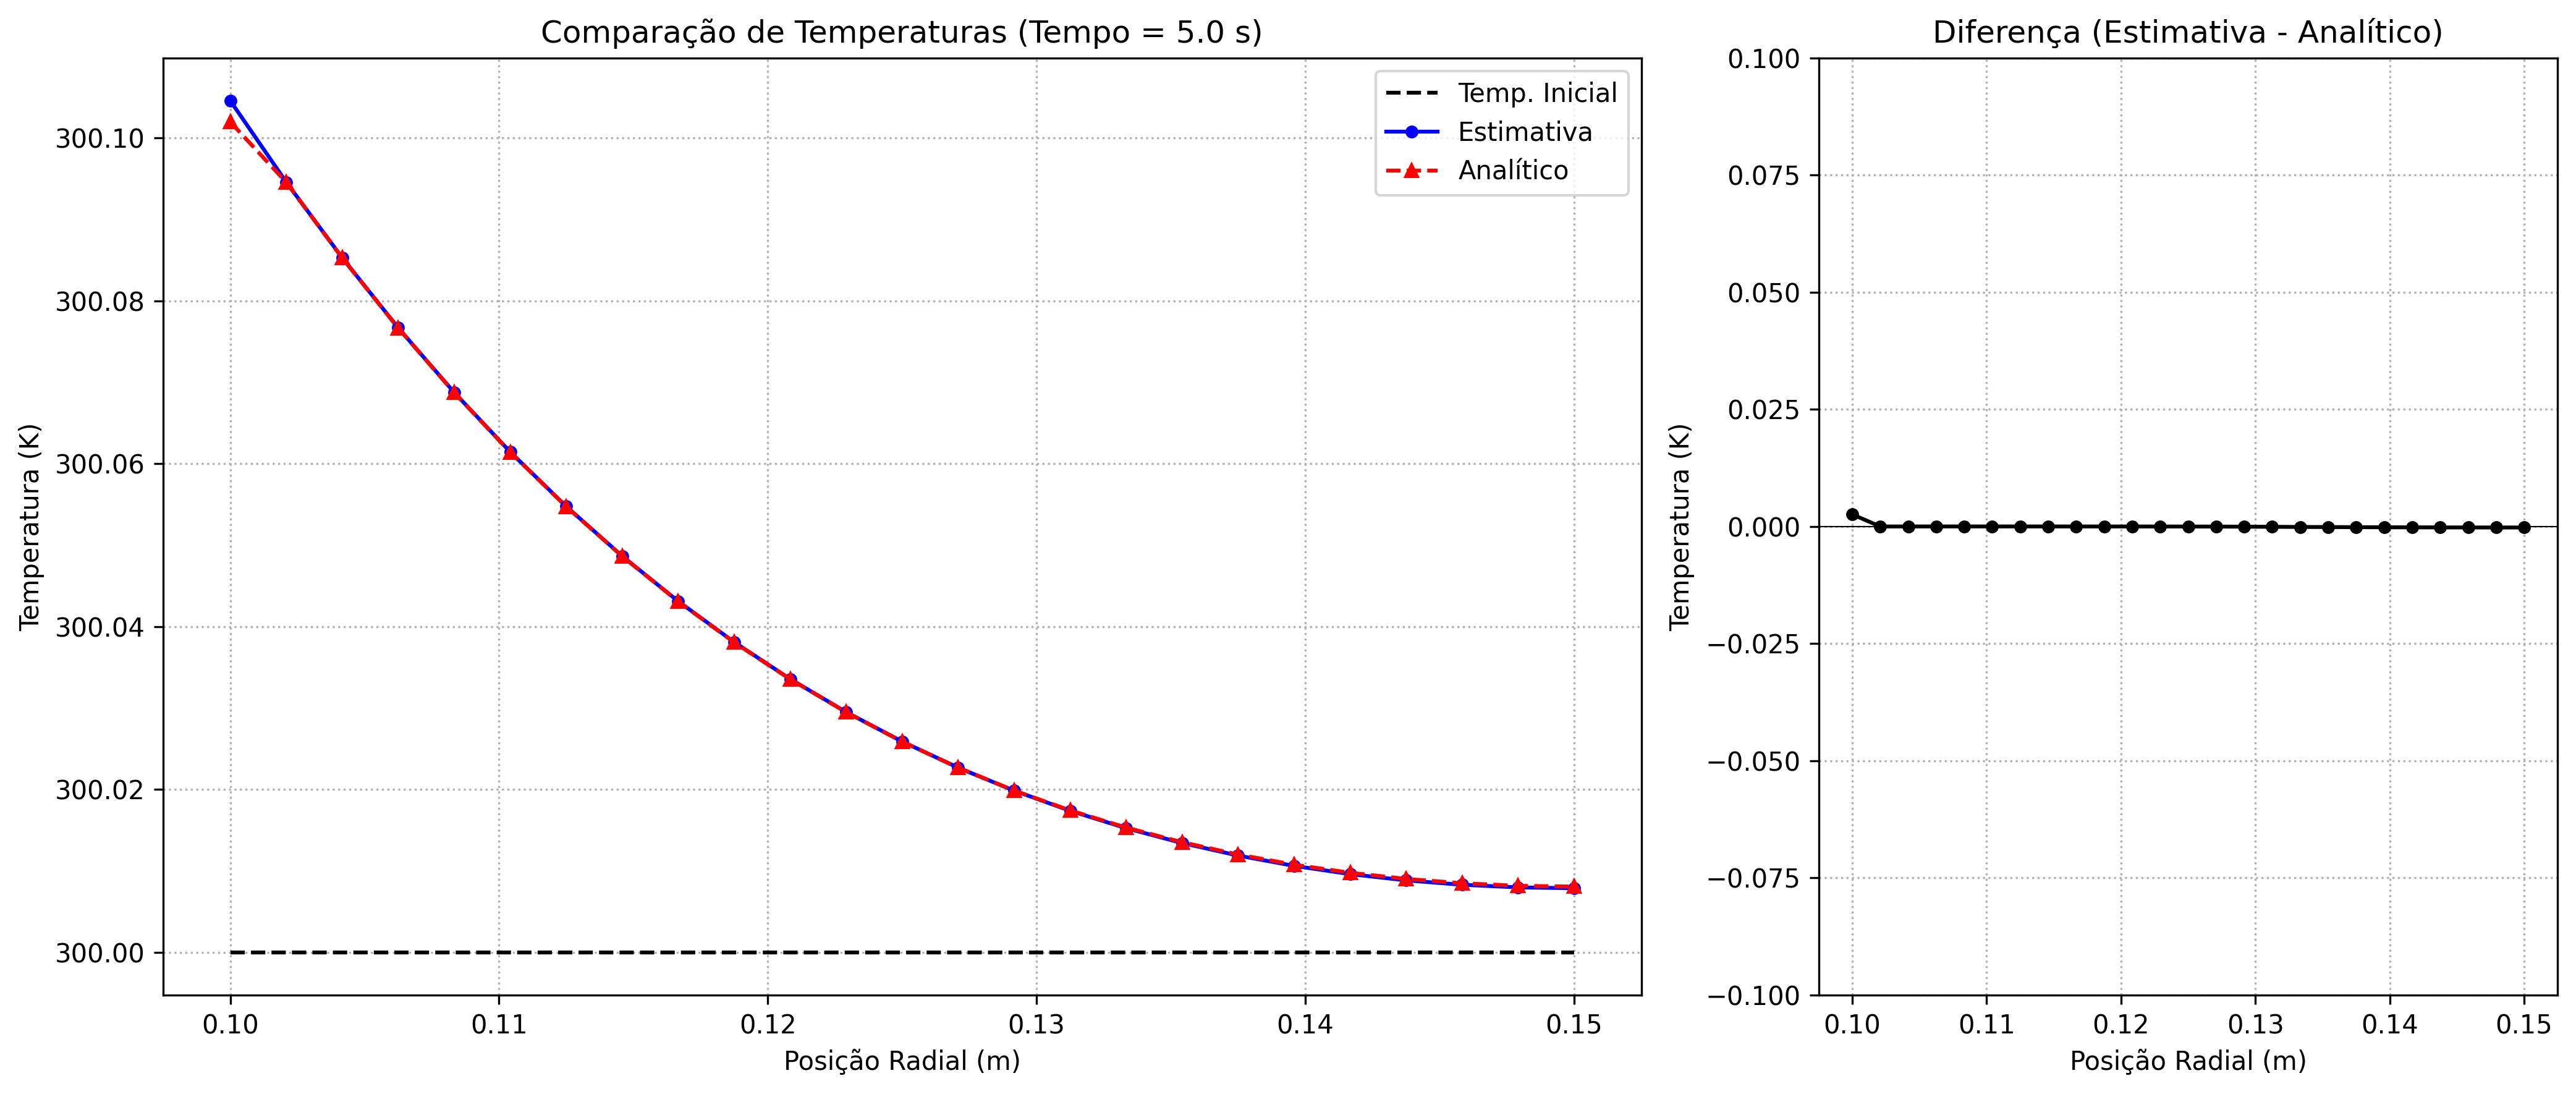 Comparação de Temperaturas (Tempo = 5.0 s)
Temp. Inicial
Estimativa
Analítico
Temperatura (K)
300.10
300.08
300.06
300.04
300.02
300.00
0.10 0.11 0.12 0.13 0.14 0.15
Posição Radial (m)
Diferença (Estimativa - Analítico)
Temperatura (K)
0.100
0.075
0.050
0.025
0.000
−0.025
−0.050
−0.075
−0.100
0.10 0.11 0.12 0.13 0.14 0.15
Posição Radial (m)